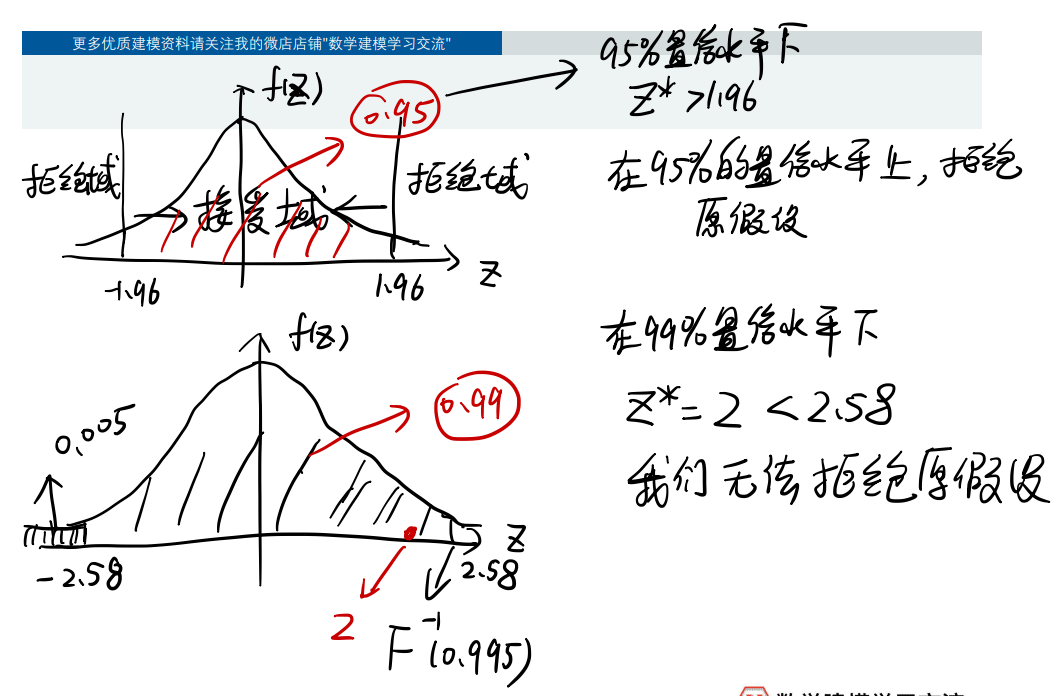 更多优质建模资料请关注我的微店店铺"数学建模学习交流"
95%置信水平下
Z* >1.96
f(Z)
0.95
拒绝域
接受域
拒绝域
-1.96
1.96
Z
在95%的置信水平上，拒绝
原假设
在99%置信水平下
Z*=2 <2.58
我们无法拒绝原假设
f(Z)
0.99
0.005
-2.58
2.58
Z
2
F⁻¹(0.995)
数学建模学习交流